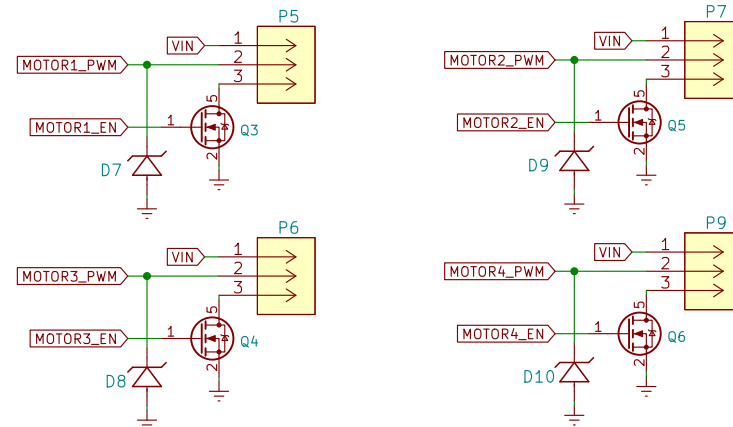 P5
VIN
1
MOTOR1_PWM
2
3
5
MOTOR1_EN
1
Q3
2
D7
P7
VIN
1
MOTOR2_PWM
2
3
5
MOTOR2_EN
1
Q5
2
D9
P6
VIN
1
MOTOR3_PWM
2
3
5
MOTOR3_EN
1
Q4
2
D8
P9
VIN
1
MOTOR4_PWM
2
3
5
MOTOR4_EN
1
Q6
2
D10